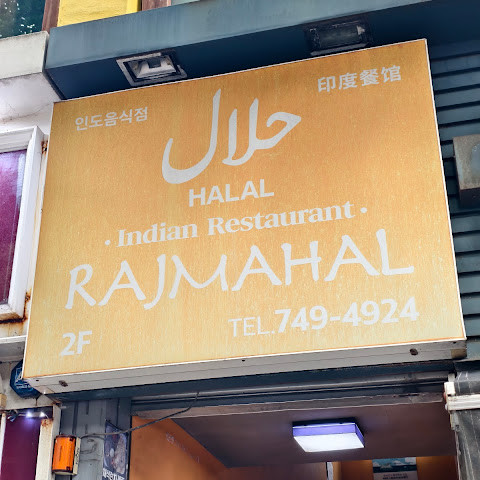 인도음식점
印度餐馆
حلال
HALAL
· Indian Restaurant ·
RAJMAHAL
2F
TEL.749-4924